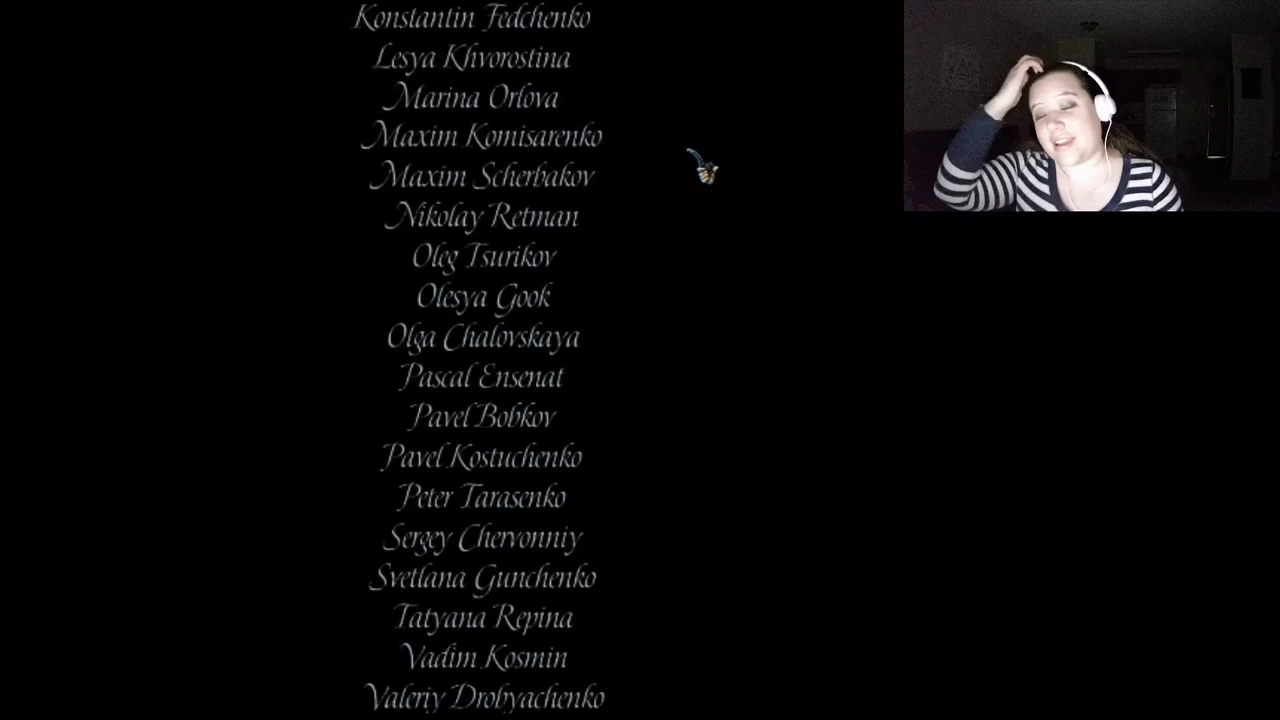 Konstantin Fedchenko
Lesya Khvorostina
Marina Orlova
Maxim Komisarenko
Maxim Scherbakov
Nikolay Retman
Oleg Tsurikov
Olesya Gook
Olga Chalovskaya
Pascal Ensenat
Pavel Bobkov
Pavel Kostuchenko
Peter Tarasenko
Sergey Chervonniy
Svetlana Gunchenko
Tatyana Repina
Vadim Kosmin
Valeriy Drobyachenko